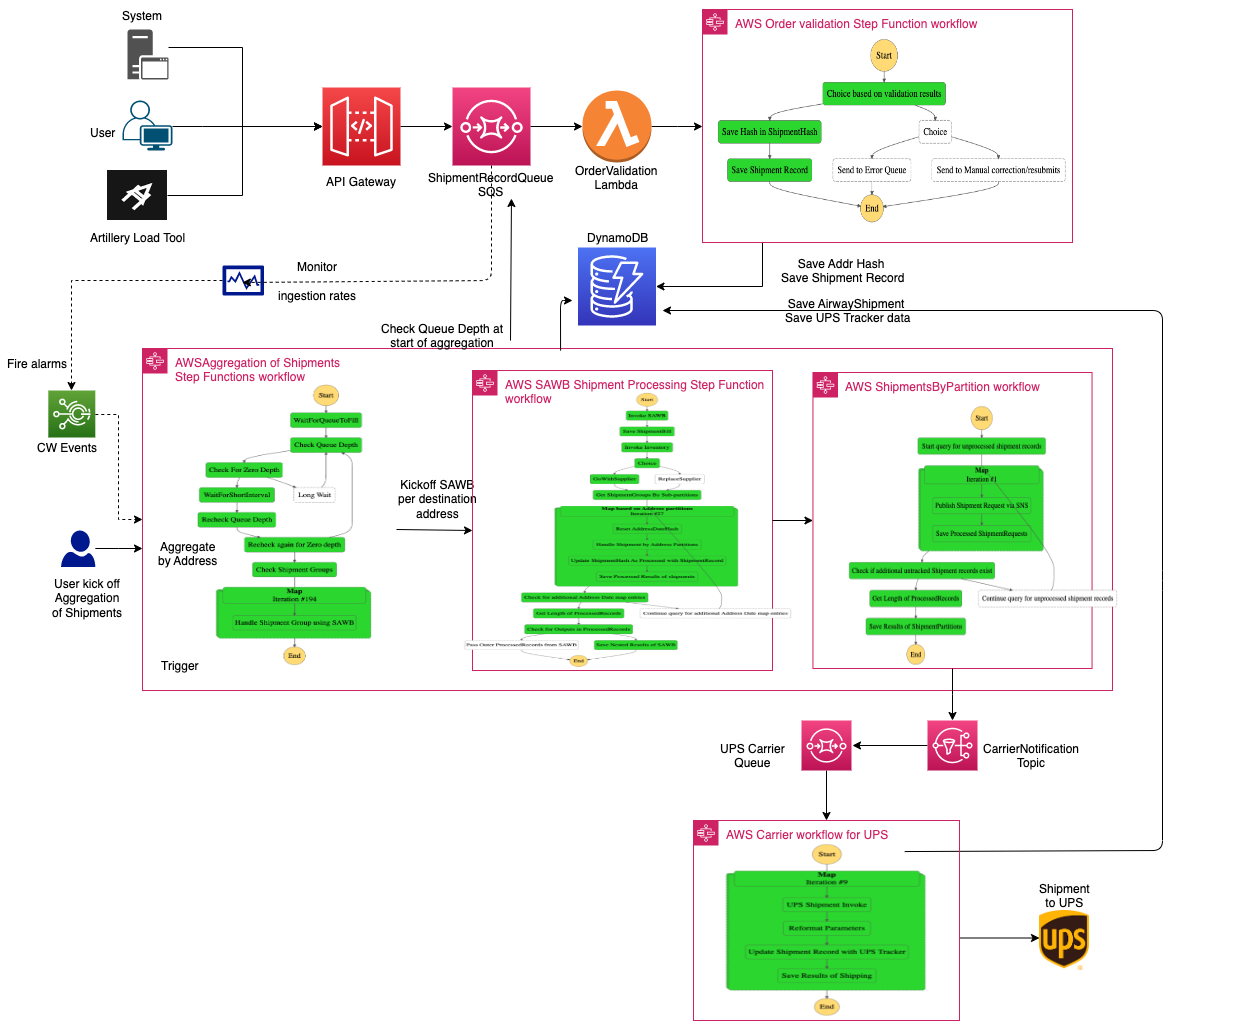 System
User
Artillery Load Tool
API Gateway
ShipmentRecordQueue
SQS
OrderValidation
Lambda
AWS Order validation Step Function workflow
Start
Choice based on validation results
Save Hash in ShipmentHash
Choice
Save Shipment Record
Send to Error Queue
Send to Manual correction/resubmits
End
DynamoDB
Save Addr Hash
Save Shipment Record
Save AirwayShipment
Save UPS Tracker data
Monitor
ingestion rates
Check Queue Depth at
start of aggregation
Fire alarms
CW Events
User kick off
Aggregation
of Shipments
AWSAggregation of Shipments
Step Functions workflow
Start
WaitForQueueToFill
Check Queue Depth
Check For Zero Depth
WaitForShortInterval
Long Wait
Recheck Queue Depth
Recheck again for Zero depth
Check Shipment Groups
Map
Iteration #194
Handle Shipment Group using SAWB
End
Aggregate
by Address
Trigger
Kickoff SAWB
per destination
address
AWS SAWB Shipment Processing Step Function
workflow
Start
Invoke SAWB
Save ShipmentBill
Invoke Inventory
Choice
GoWithSupplier
ReplaceSupplier
Get ShipmentGroups By Sub-partitions
Map based on Address partitions
Iteration #27
Reset AddressDateHash
Handle Shipment by Address Partitions
Update ShipmentHash As Processed with ShipmentRecord
Save Processed Results of shipments
Check for additional Address Date map entries
Get Length of ProcessedRecords
Continue query for additional Address Date map entries
Check for Outputs in ProcessedRecords
Pass Outer ProcessedRecords from SAWB
Save Nested Results of SAWB
End
AWS ShipmentsByPartition workflow
Start
Start query for unprocessed shipment records
Map
Iteration #1
Publish Shipment Request via SNS
Save Processed ShipmentRequests
Check if additional untracked Shipment records exist
Get Length of ProcessedRecords
Continue query for unprocessed shipment records
Save Results of ShipmentPartitions
End
UPS Carrier
Queue
CarrierNotification
Topic
AWS Carrier workflow for UPS
Start
Map
Iteration #9
UPS Shipment Invoke
Reformat Parameters
Update Shipment Record with UPS Tracker
Save Results of Shipping
End
Shipment
to UPS
ups